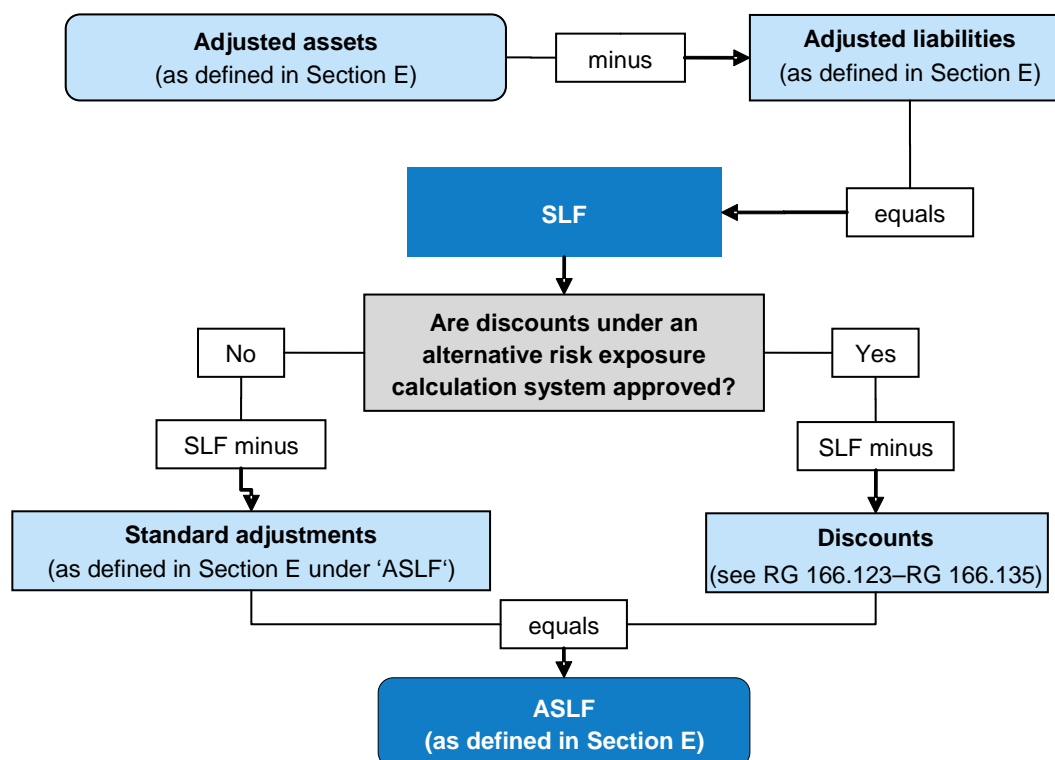 Adjusted assets
(as defined in Section E)
minus
Adjusted liabilities
(as defined in Section E)
equals
SLF
Are discounts under an
alternative risk exposure
calculation system approved?
No
Yes
SLF minus
SLF minus
Standard adjustments
(as defined in Section E under ‘ASLF‘)
Discounts
(see RG 166.123–RG 166.135)
equals
ASLF
(as defined in Section E)